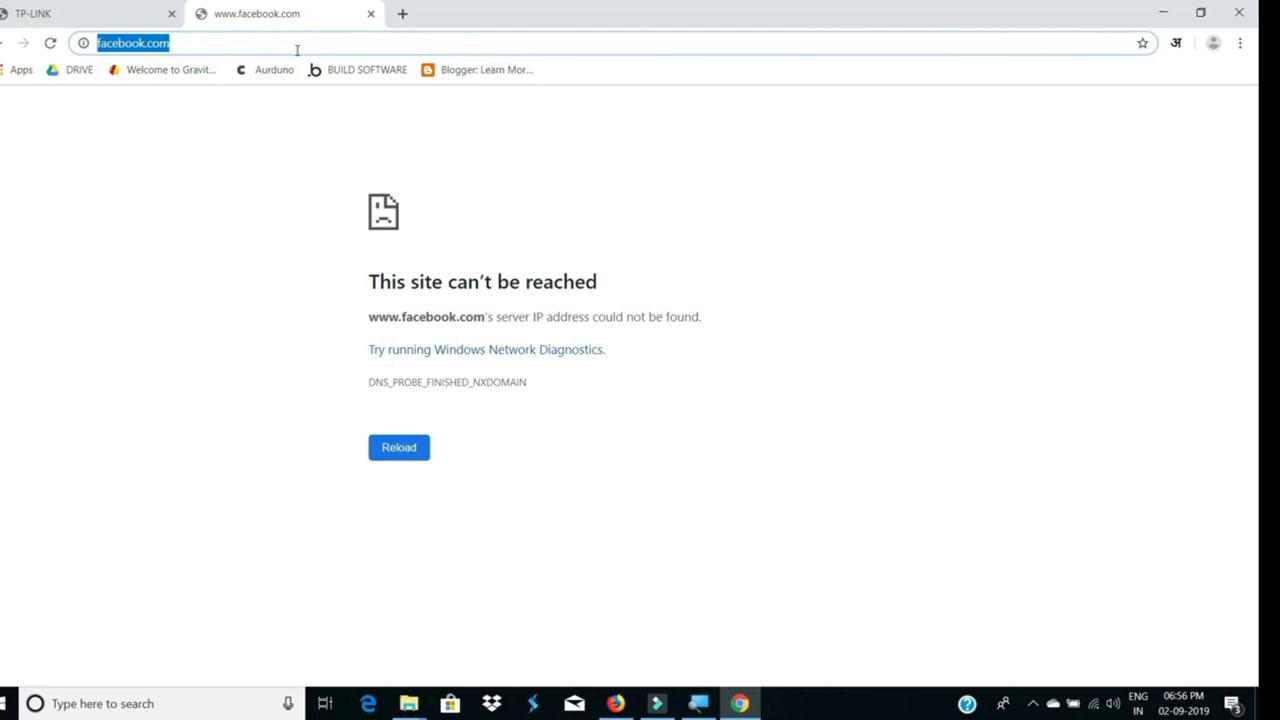 TP-LINK
www.facebook.com
facebook.com
अ
Apps DRIVE Welcome to Gravit... Aurduno BUILD SOFTWARE Blogger: Learn Mor...
This site can't be reached
www.facebook.com's server IP address could not be found.
Try running Windows Network Diagnostics.
DNS_PROBE_FINISHED_NXDOMAIN
Reload
Type here to search
ENG
IN
06:56 PM
02-09-2019
3